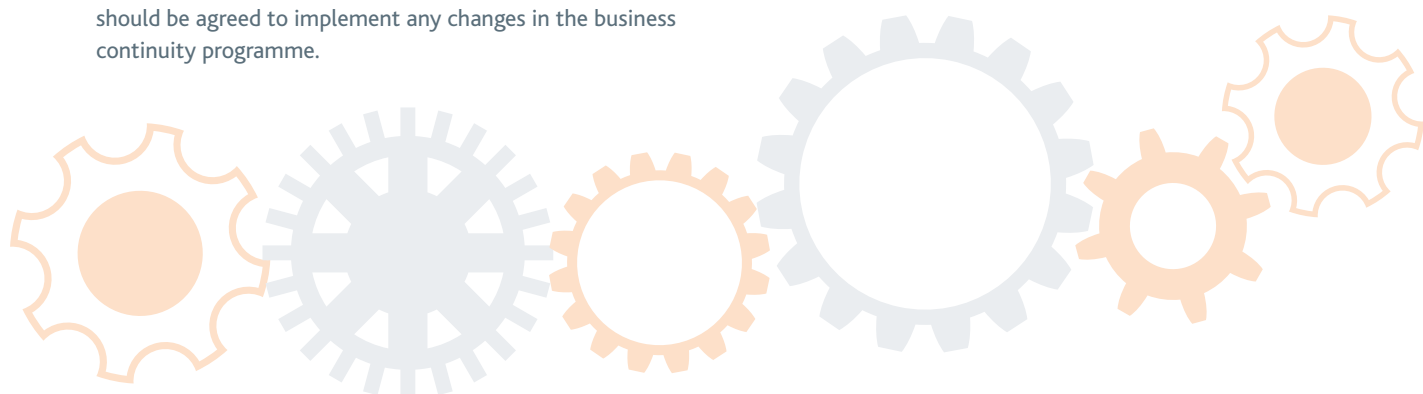 should be agreed to implement any changes in the business
continuity programme.